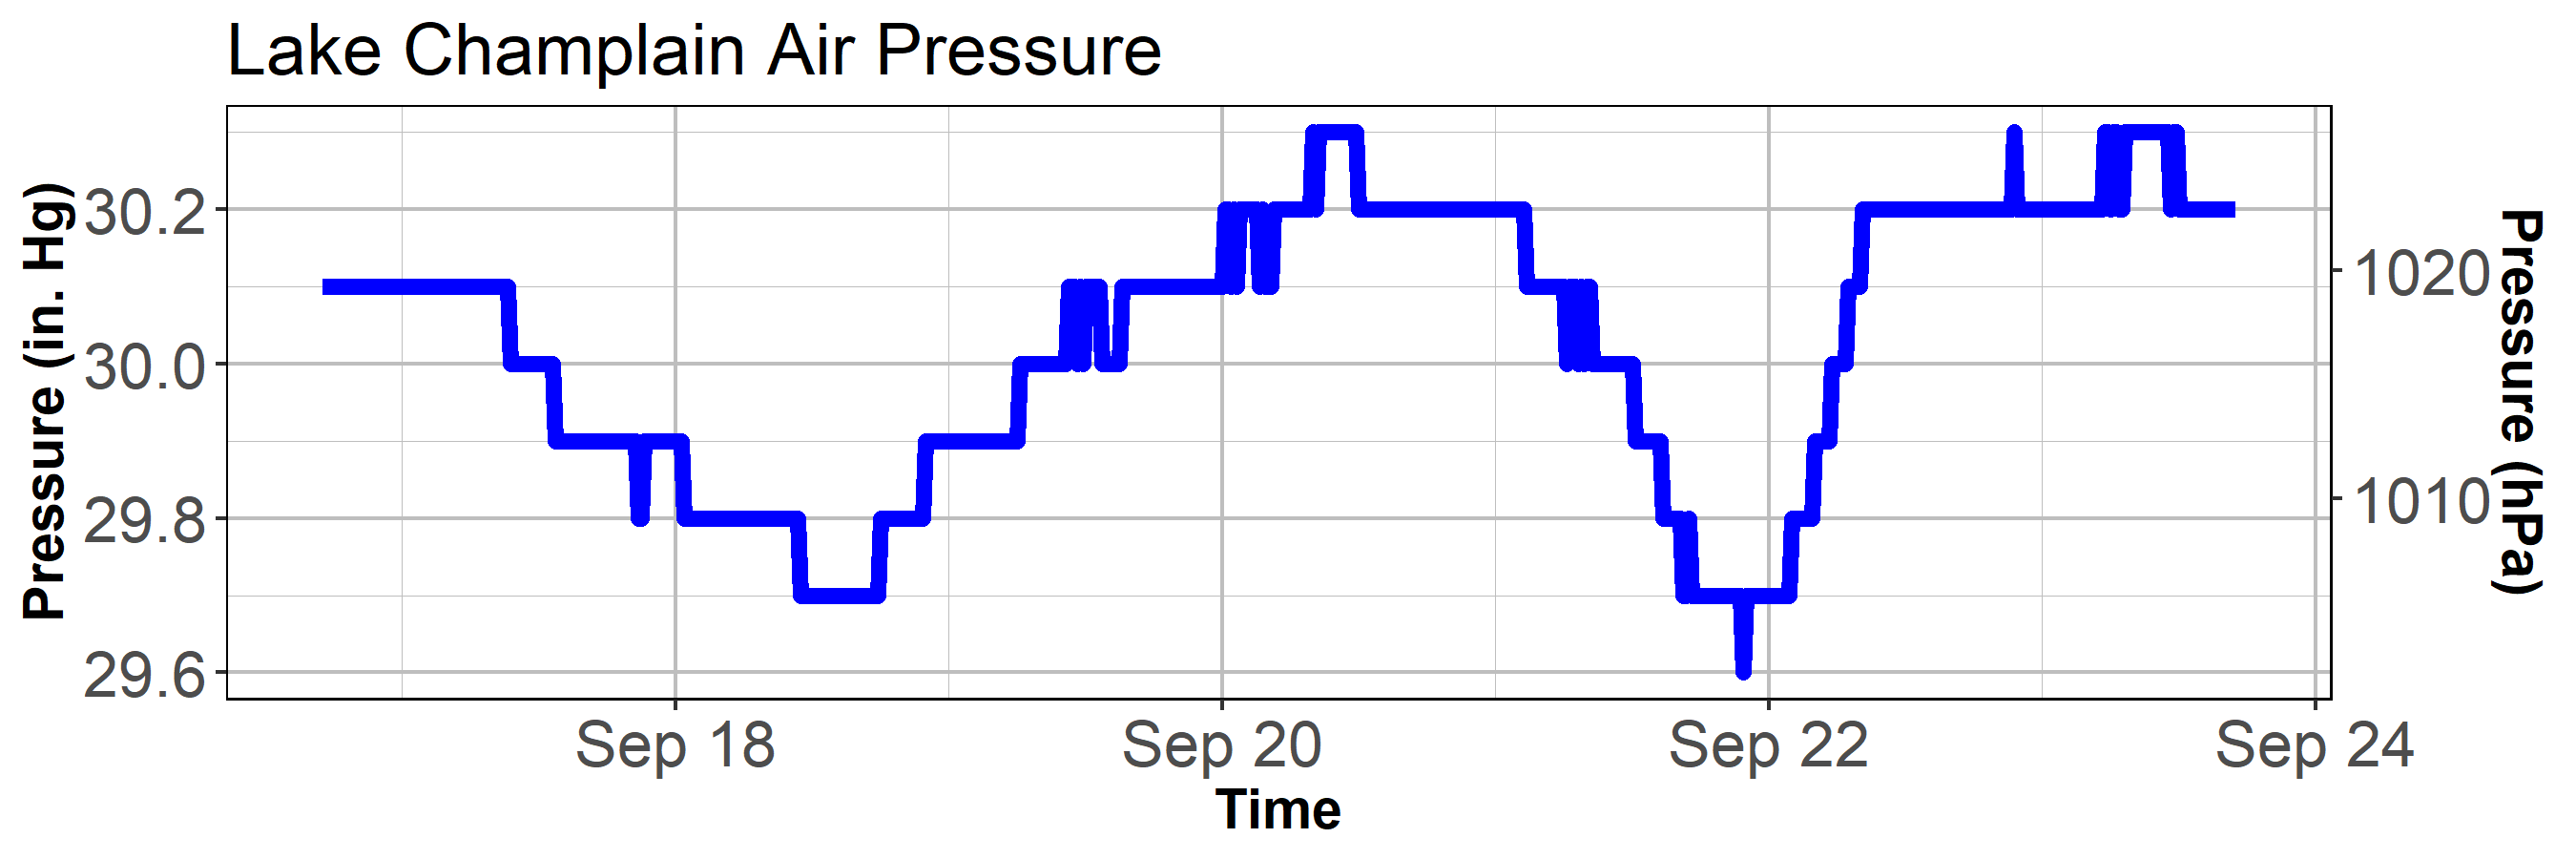 Lake Champlain Air Pressure
Pressure (in. Hg)
30.2
30.0
29.8
29.6
1020
1010
Pressure (hPa)
Sep 18 Sep 20 Sep 22 Sep 24
Time